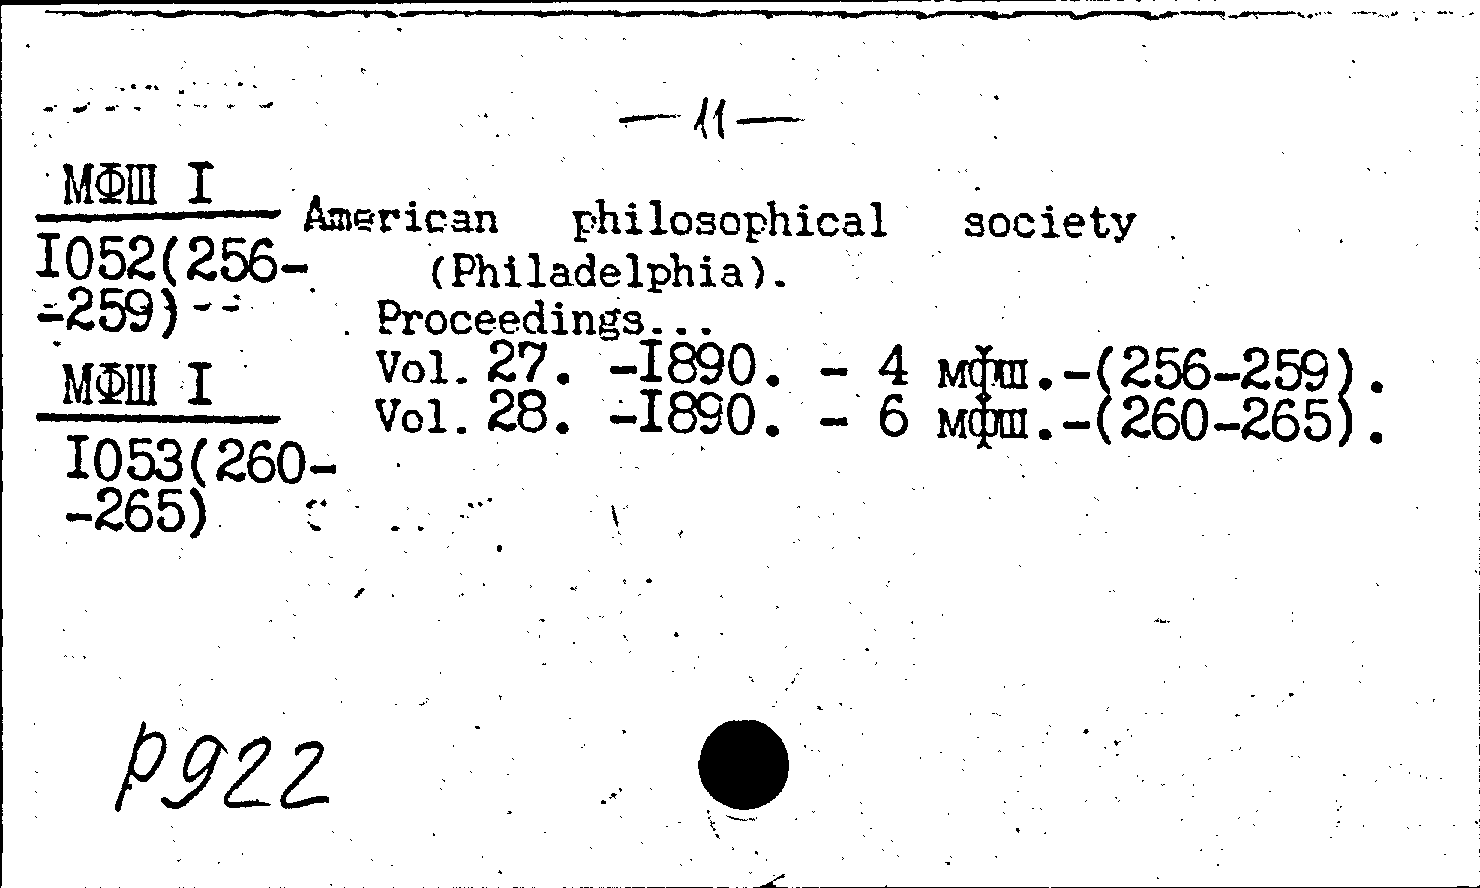 — 11 —
МФШ I
I052(256-
-259)
American philosophical society
(Philadelphia).
Proceedings...
Vol. 27. -I890. - 4 мфш.-(256-259).
Vol. 28. -I890. - 6 мфш.-(260-265).
МФШ I
I053(260-
-265)
P922